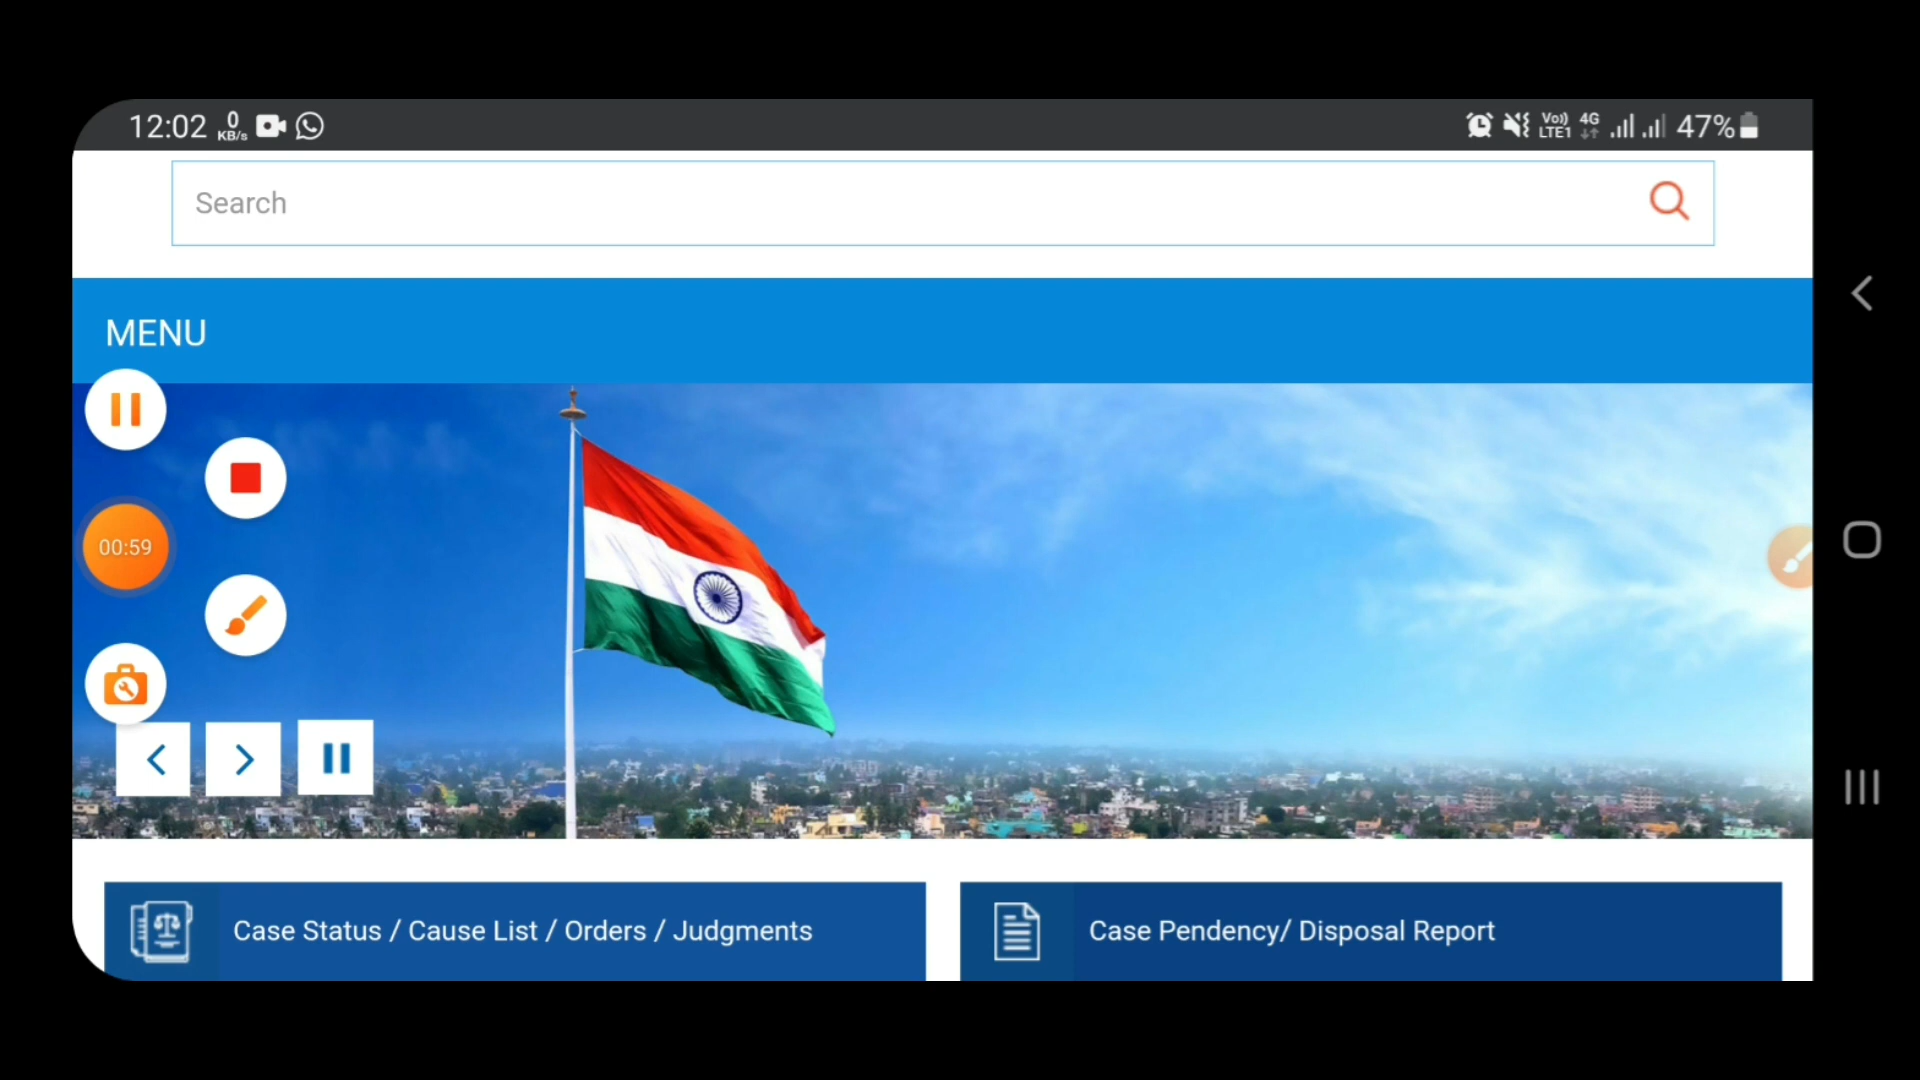 12:02 0 KB/s Vo)) LTE1 4G 47%
Search
MENU
00:59
Case Status / Cause List / Orders / Judgments
Case Pendency/ Disposal Report